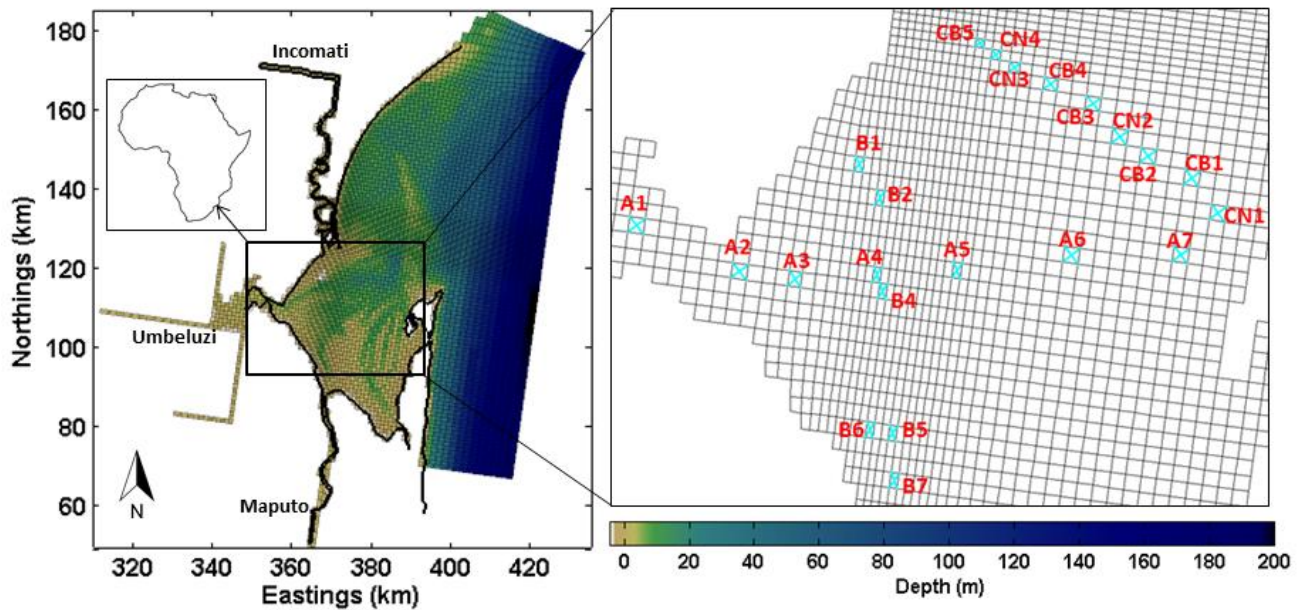 180
160
140
120
100
80
60
Northings (km)
320
340
360
380
400
420
Eastings (km)
Incomati
Umbeluzi
Maputo
N
CB5
CN4
CN3
CB4
CB3
CN2
CB2
CB1
CN1
B1
B2
A1
A2
A3
A4
B4
A5
A6
A7
B6
B5
B7
0
20
40
60
80
100
120
140
160
180
200
Depth (m)